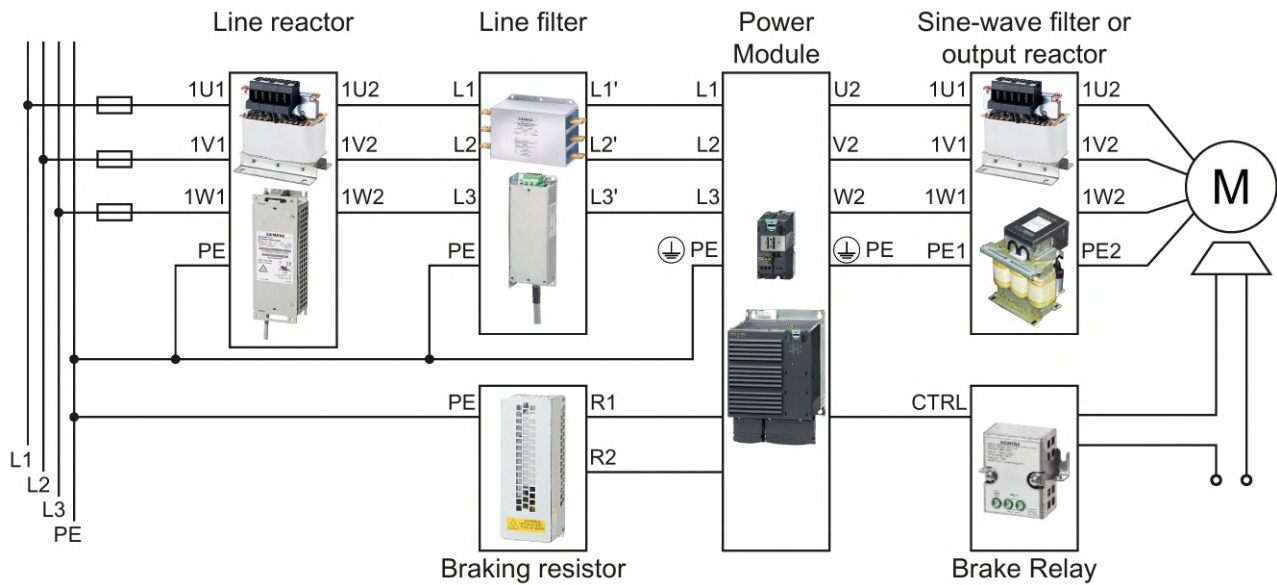 Line reactor
Line filter
Power
Module
Sine-wave filter or
output reactor
1U1
1U2
L1
L1'
L1
U2
1U1
1U2
1V1
1V2
L2
L2'
L2
V2
1V1
1V2
1W1
1W2
L3
L3'
L3
W2
1W1
1W2
M
PE
PE
PE
PE
PE1
PE2
SIEMENS
PE
R1
R2
CTRL
SIEMENS
L1
L2
L3
PE
Braking resistor
Brake Relay